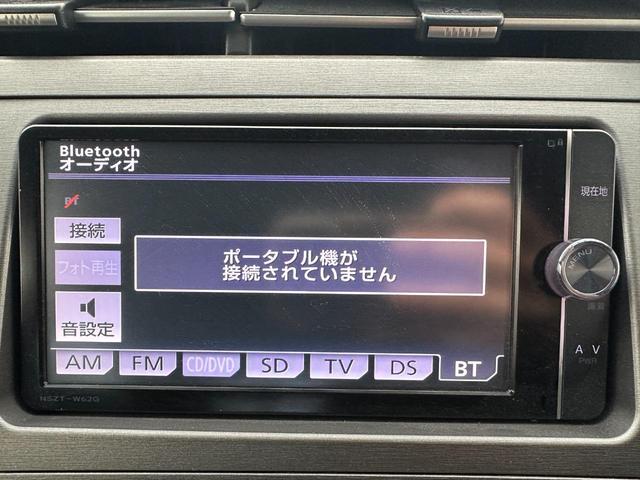 Bluetooth
オーディオ
現在地
BT
接続
ポータブル機が
接続されていません
フォト再生
MENU
音設定
AM
FM
CD/DVD
SD
TV
DS
BT
A V
PWR
NSZT-W62G